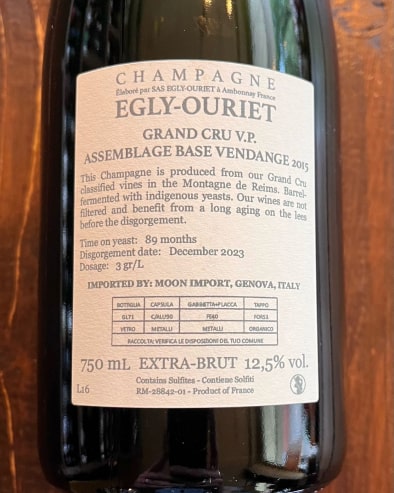 CHAMPAGNE
Élaboré par SAS EGLY-OURIET à Ambonnay France
EGLY-OURIET
GRAND CRU V.P.
ASSEMBLAGE BASE VENDANGE 2015
This Champagne is produced from our Grand Cru
classified vines in the Montagne de Reims. Barrel-
fermented with indigenous yeasts. Our wines are not
filtered and benefit from a long aging on the lees
before the disgorgement.
Time on yeast: 89 months
Disgorgement date: December 2023
Dosage: 3 gr/L
IMPORTED BY: MOON IMPORT, GENOVA, ITALY
BOTTIGLIA CAPSULA GABBIETTA+PLACCA TAPPO
GL71 C/ALU90 FE40 FOR51
VETRO METALLI METALLI ORGANICO
RACCOLTA: VERIFICA LE DISPOSIZIONI DEL TUO COMUNE
750 mL EXTRA-BRUT 12,5% vol.
Contains Sulfites - Contiene Solfiti
L16 RM-28842-01 - Product of France